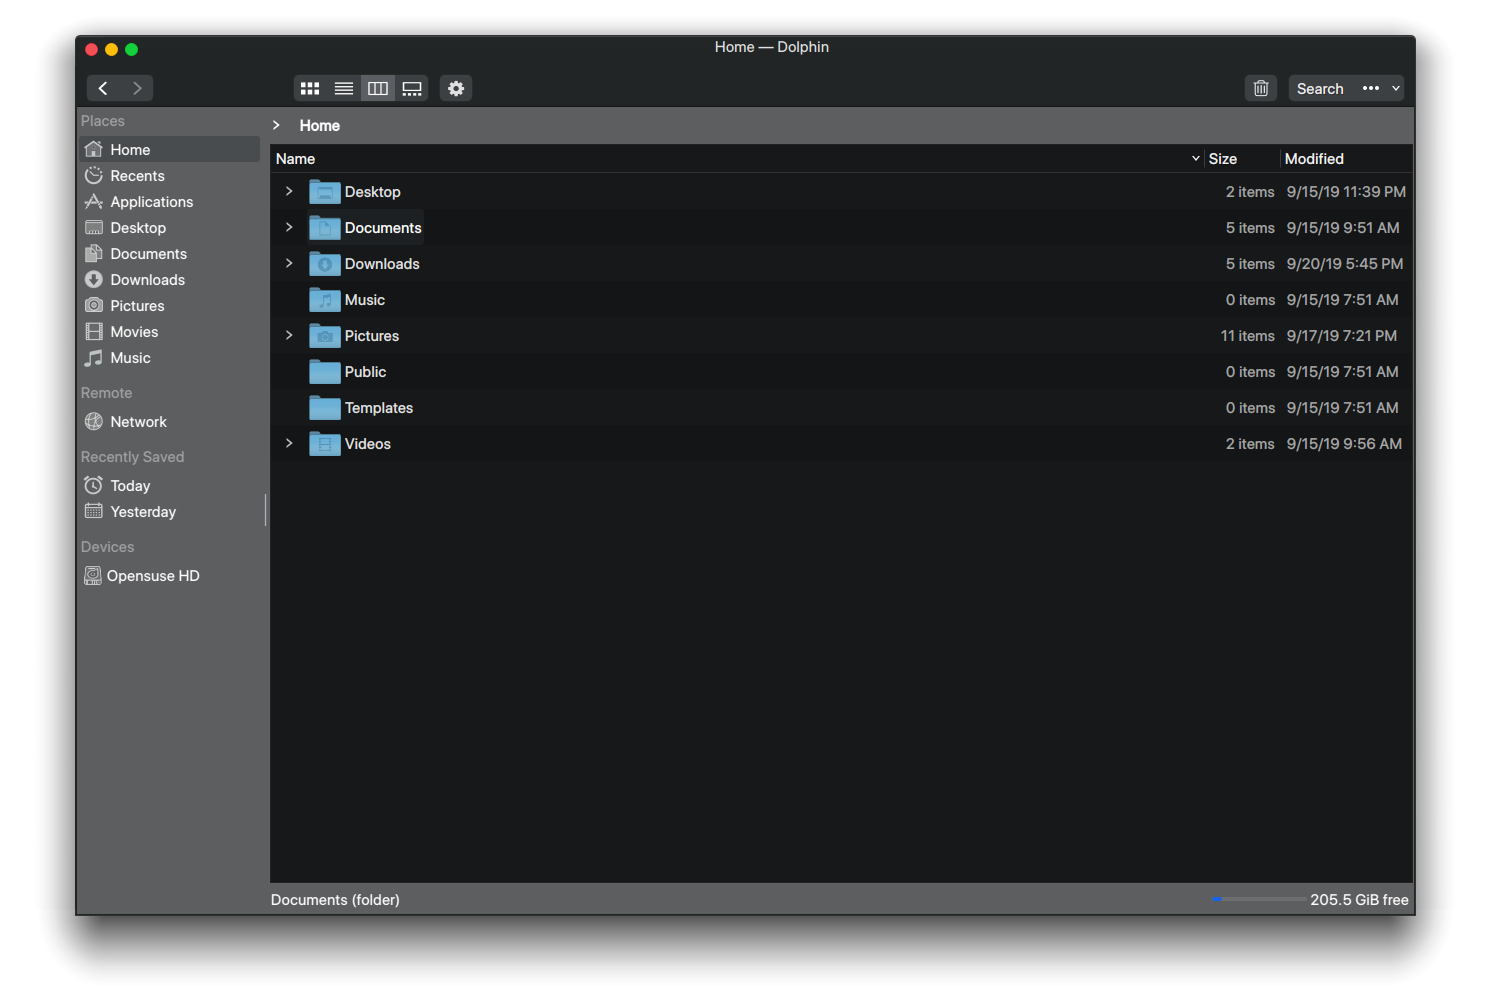 Home — Dolphin
Search
Places
Home
Recents
Applications
Desktop
Documents
Downloads
Pictures
Movies
Music
Remote
Network
Recently Saved
Today
Yesterday
Devices
Opensuse HD
Home
Name Size Modified
Desktop 2 items 9/15/19 11:39 PM
Documents 5 items 9/15/19 9:51 AM
Downloads 5 items 9/20/19 5:45 PM
Music 0 items 9/15/19 7:51 AM
Pictures 11 items 9/17/19 7:21 PM
Public 0 items 9/15/19 7:51 AM
Templates 0 items 9/15/19 7:51 AM
Videos 2 items 9/15/19 9:56 AM
Documents (folder) 205.5 GiB free